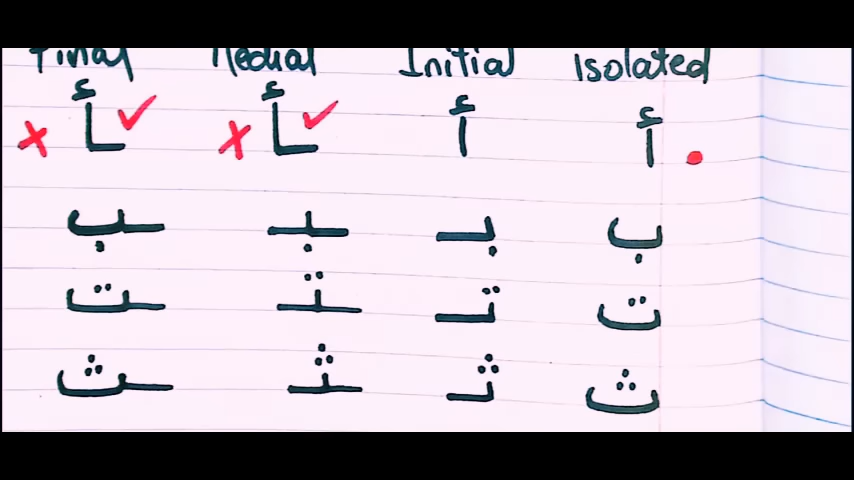 Final Medial Initial Isolated
ـأ ـأ أ أ
ـب ـبـ بـ ب
ـت ـتـ تـ ت
ـث ـثـ ثـ ث